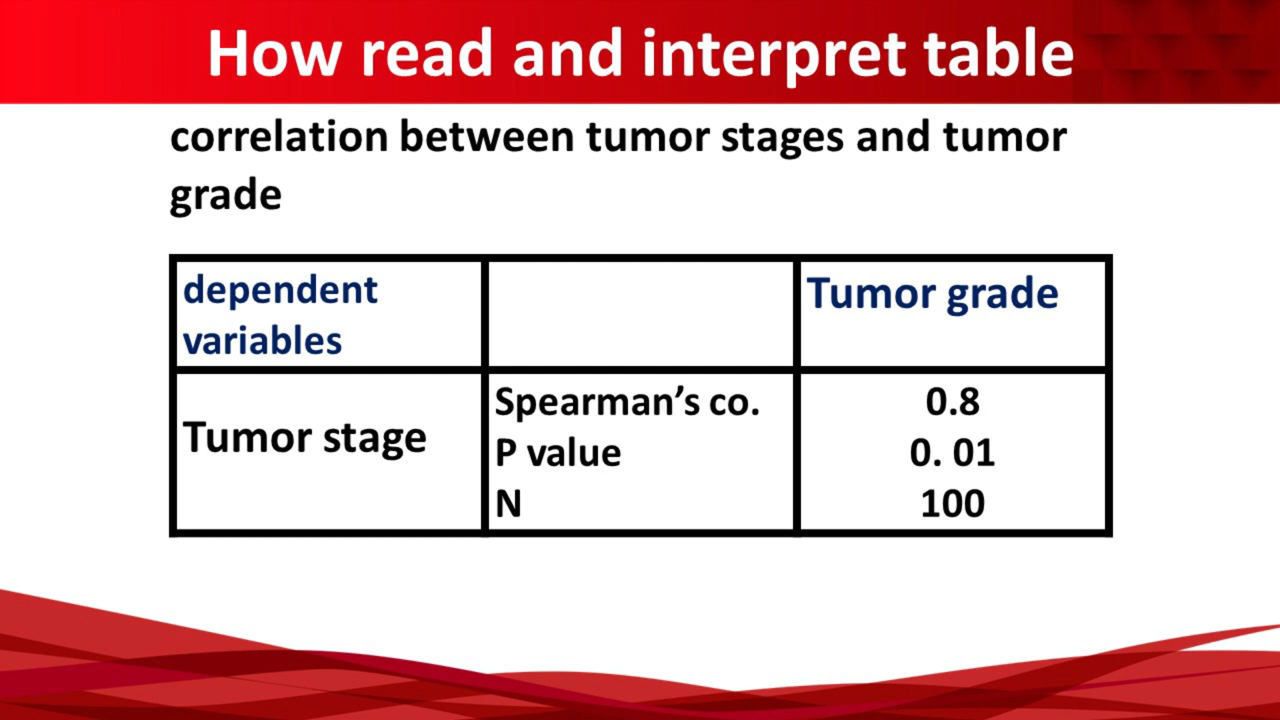 How read and interpret table
correlation between tumor stages and tumor
grade
dependent
variables
Tumor grade
Tumor stage
Spearman’s co.
P value
N
0.8
0. 01
100